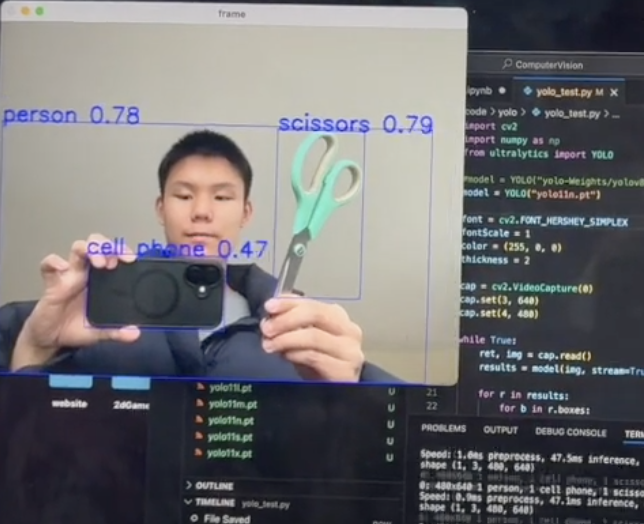 frame
person 0.78
scissors 0.79
cell phone 0.47
ComputerVision
ipynb
yolo_test.py M
code > yolo > yolo_test.py > ...
import cv2
import numpy as np
from ultralytics import YOLO
#model = YOLO("yolo-Weights/yolov8
model = YOLO("yolo11n.pt")
font = cv2.FONT_HERSHEY_SIMPLEX
fontScale = 1
color = (255, 0, 0)
thickness = 2
cap = cv2.VideoCapture(0)
cap.set(3, 640)
cap.set(4, 480)
while True:
ret, img = cap.read()
results = model(img, stream=Tru
for r in results:
for b in r.boxes:
21
22
website
2dGame
yolo11l.pt U
yolo11m.pt U
yolo11n.pt U
yolo11s.pt U
yolo11x.pt U
> OUTLINE
TIMELINE yolo_test.py
File Saved
PROBLEMS OUTPUT DEBUG CONSOLE TERM
Speed: 1.0ms preprocess, 47.5ms inference,
shape (1, 3, 480, 640)
0: 480x640 1 person, 1 cell phone, 1 scisso
Speed: 0.9ms preprocess, 47.1ms inference,
shape (1, 3, 480, 640)